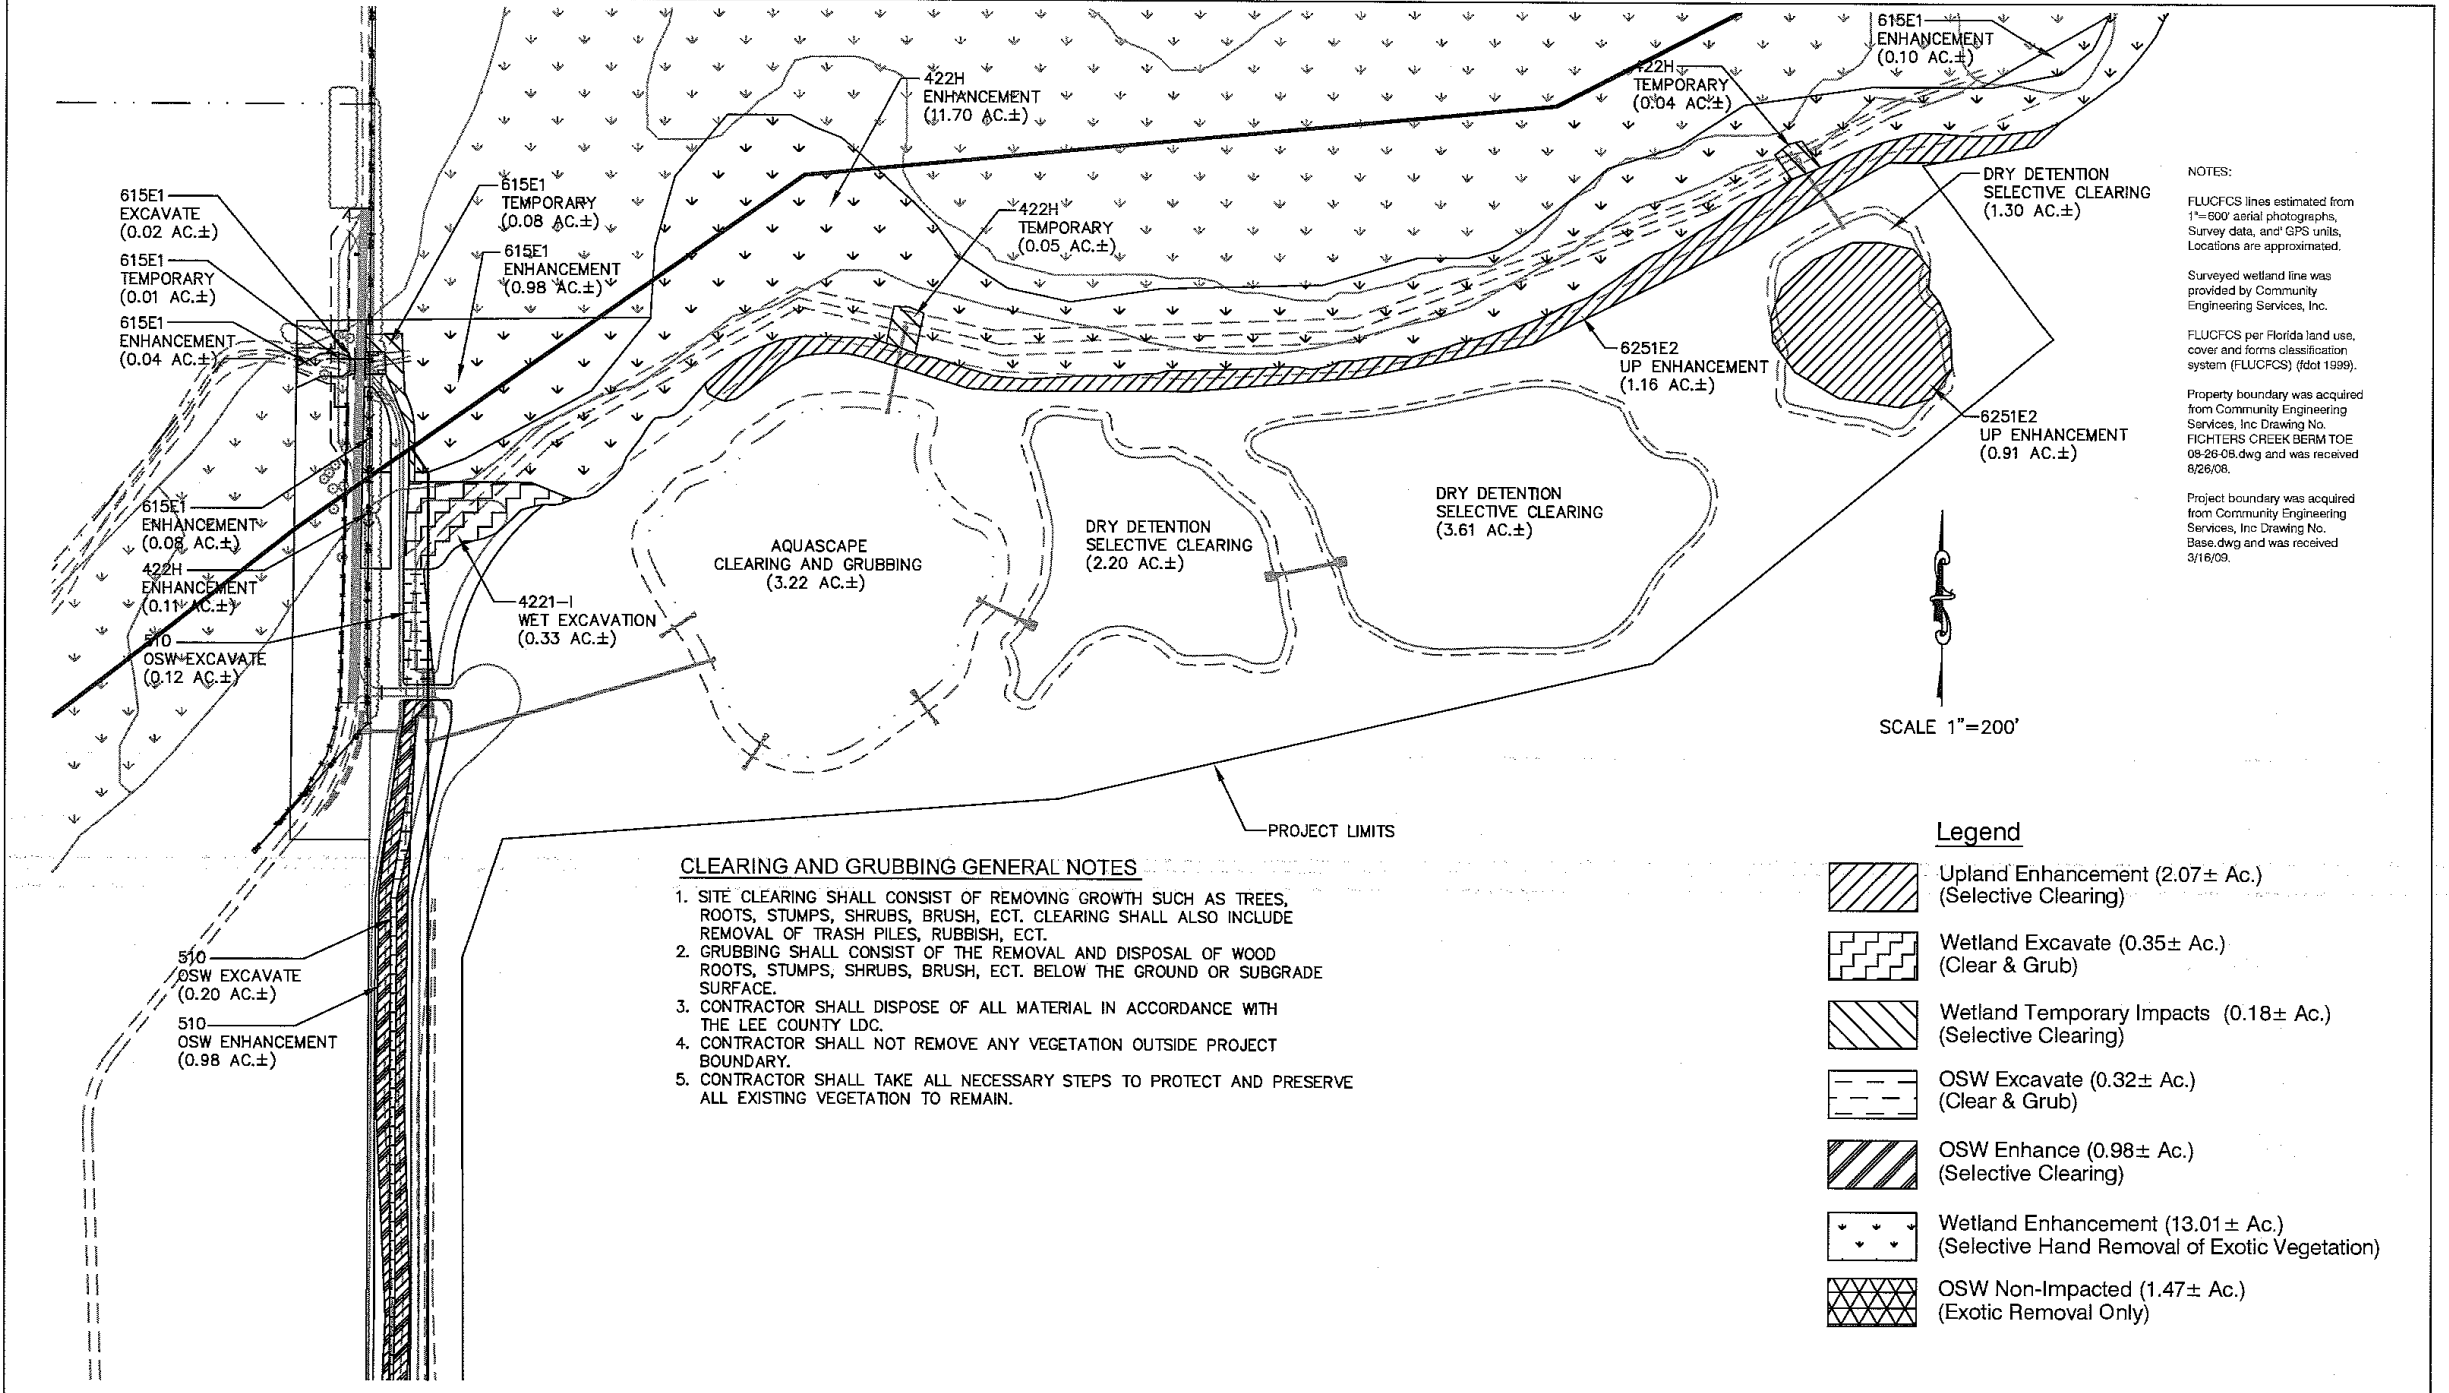 615E1
ENHANCEMENT
(0.10 AC.±)
422H
ENHANCEMENT
(11.70 AC.±)
422H
TEMPORARY
(0.04 AC.±)
DRY DETENTION
SELECTIVE CLEARING
(1.30 AC.±)
615E1
EXCAVATE
(0.02 AC.±)
615E1
TEMPORARY
(0.08 AC.±)
422H
TEMPORARY
(0.05 AC.±)
615E1
TEMPORARY
(0.01 AC.±)
615E1
ENHANCEMENT
(0.98 AC.±)
615E1
ENHANCEMENT
(0.04 AC.±)
6251E2
UP ENHANCEMENT
(1.16 AC.±)
6251E2
UP ENHANCEMENT
(0.91 AC.±)
615E1
ENHANCEMENT
(0.08 AC.±)
422H
ENHANCEMENT
(0.11 AC.±)
510
OSW EXCAVATE
(0.12 AC.±)
4221-I
WET EXCAVATION
(0.33 AC.±)
AQUASCAPE
CLEARING AND GRUBBING
(3.22 AC.±)
DRY DETENTION
SELECTIVE CLEARING
(2.20 AC.±)
DRY DETENTION
SELECTIVE CLEARING
(3.61 AC.±)
PROJECT LIMITS
510
OSW EXCAVATE
(0.20 AC.±)
510
OSW ENHANCEMENT
(0.98 AC.±)
NOTES:
FLUCFCS lines estimated from
1"=600' aerial photographs,
Survey data, and' GPS units,
Locations are approximated.
Surveyed wetland line was
provided by Community
Engineering Services, Inc.
FLUCFCS per Florida land use,
cover and forms classification
system (FLUCFCS) (fdot 1999).
Property boundary was acquired
from Community Engineering
Services, Inc Drawing No.
FICHTERS CREEK BERM TOE
08-26-08.dwg and was received
8/26/08.
Project boundary was acquired
from Community Engineering
Services, Inc Drawing No.
Base.dwg and was received
3/16/09.
SCALE 1"=200'
CLEARING AND GRUBBING GENERAL NOTES
1. SITE CLEARING SHALL CONSIST OF REMOVING GROWTH SUCH AS TREES,
ROOTS, STUMPS, SHRUBS, BRUSH, ECT. CLEARING SHALL ALSO INCLUDE
REMOVAL OF TRASH PILES, RUBBISH, ECT.
2. GRUBBING SHALL CONSIST OF THE REMOVAL AND DISPOSAL OF WOOD
ROOTS, STUMPS, SHRUBS, BRUSH, ECT. BELOW THE GROUND OR SUBGRADE
SURFACE.
3. CONTRACTOR SHALL DISPOSE OF ALL MATERIAL IN ACCORDANCE WITH
THE LEE COUNTY LDC.
4. CONTRACTOR SHALL NOT REMOVE ANY VEGETATION OUTSIDE PROJECT
BOUNDARY.
5. CONTRACTOR SHALL TAKE ALL NECESSARY STEPS TO PROTECT AND PRESERVE
ALL EXISTING VEGETATION TO REMAIN.
Legend
Upland Enhancement (2.07± Ac.)
(Selective Clearing)
Wetland Excavate (0.35± Ac.)
(Clear & Grub)
Wetland Temporary Impacts (0.18± Ac.)
(Selective Clearing)
OSW Excavate (0.32± Ac.)
(Clear & Grub)
OSW Enhance (0.98± Ac.)
(Selective Clearing)
Wetland Enhancement (13.01± Ac.)
(Selective Hand Removal of Exotic Vegetation)
OSW Non-Impacted (1.47± Ac.)
(Exotic Removal Only)